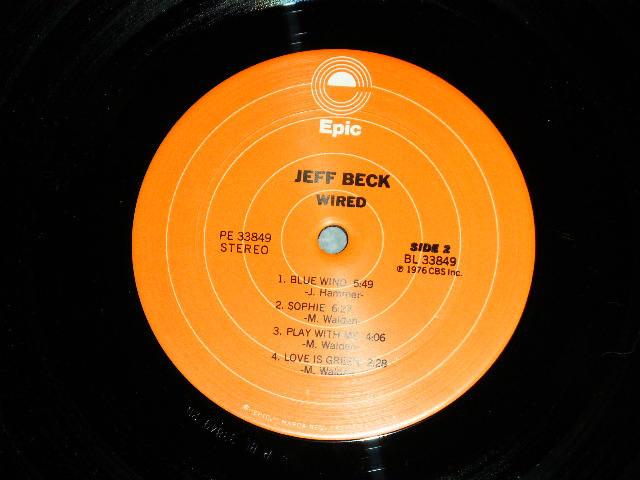 Epic
JEFF BECK
WIRED
PE 33849
STEREO
SIDE 2
BL 33849
℗ 1976 CBS Inc.
1. BLUE WIND 5:49
-J. Hammer-
2. SOPHIE 6:27
-M. Walden-
3. PLAY WITH ME 4:06
-M. Walden-
4. LOVE IS GREEN 2:28
-M. Walden-
MARCA REG.